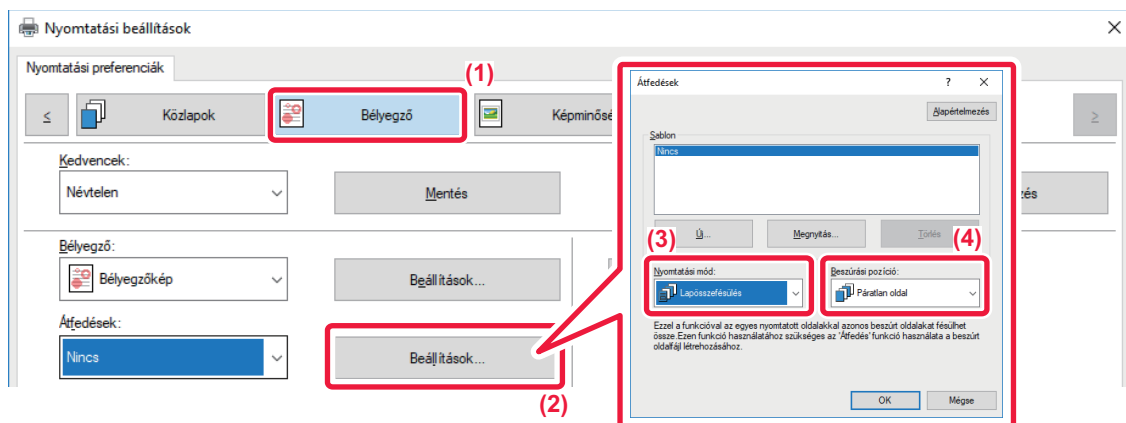 Nyomtatási beállítások
Nyomtatási preferenciák
(1)
≤
Közlapok
Bélyegző
Képminősé
≥
Kedvencek:
Névtelen
Mentés
zés
Bélyegző:
Bélyegzőkép
Beállítások...
Átfedések:
Nincs
Beállítások...
(2)
Átfedések
?
Alapértelmezés
Sablon
Nincs
Új...
Megnyitás...
Törlés
(3)
(4)
Nyomtatási mód:
Lapösszefésülés
Beszúrási pozíció:
Páratlan oldal
Ezzel a funkcióval az egyes nyomtatott oldalakkal azonos beszúrt oldalakat fésülhet
össze.Ezen funkció használatához szükséges az 'Átfedés' funkció használata a beszúrt
oldalfájl létrehozásához.
OK
Mégse